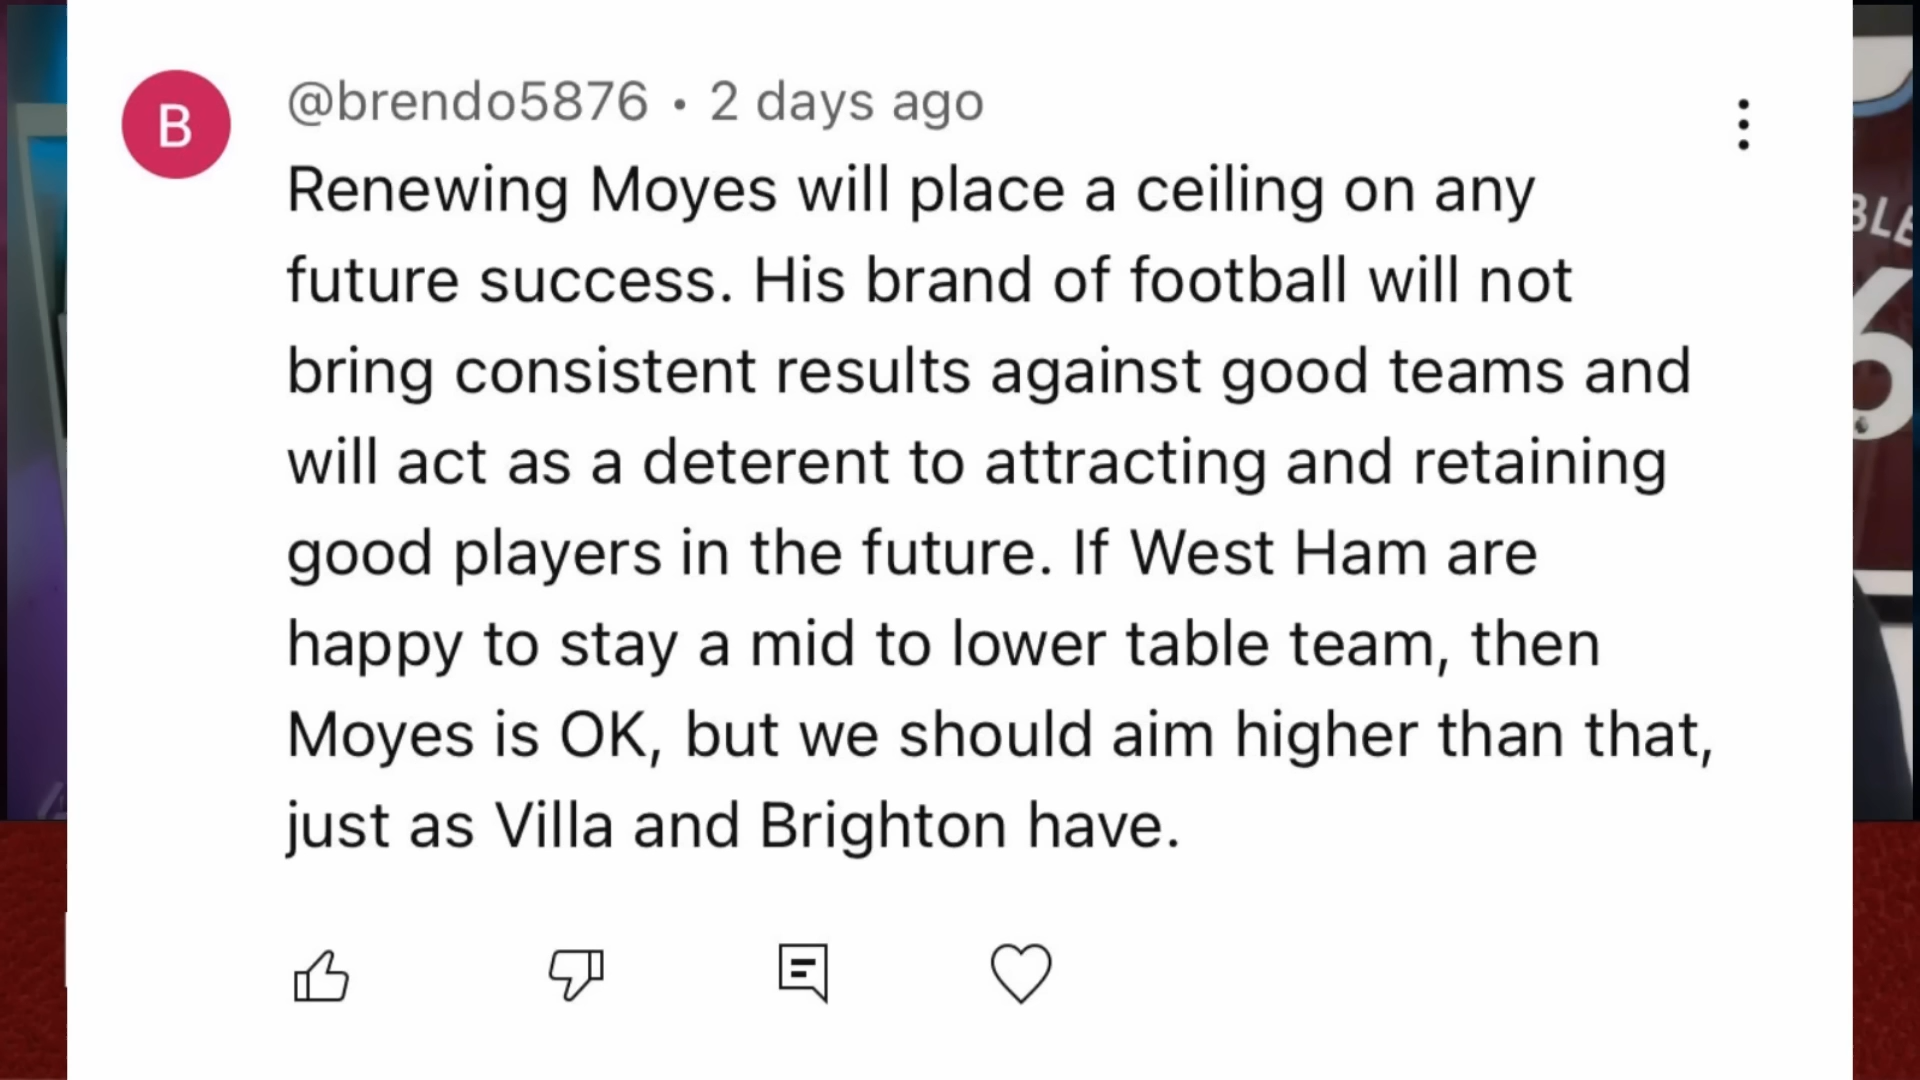 B
@brendo5876 · 2 days ago
Renewing Moyes will place a ceiling on any
future success. His brand of football will not
bring consistent results against good teams and
will act as a deterent to attracting and retaining
good players in the future. If West Ham are
happy to stay a mid to lower table team, then
Moyes is OK, but we should aim higher than that,
just as Villa and Brighton have.
BLE
6